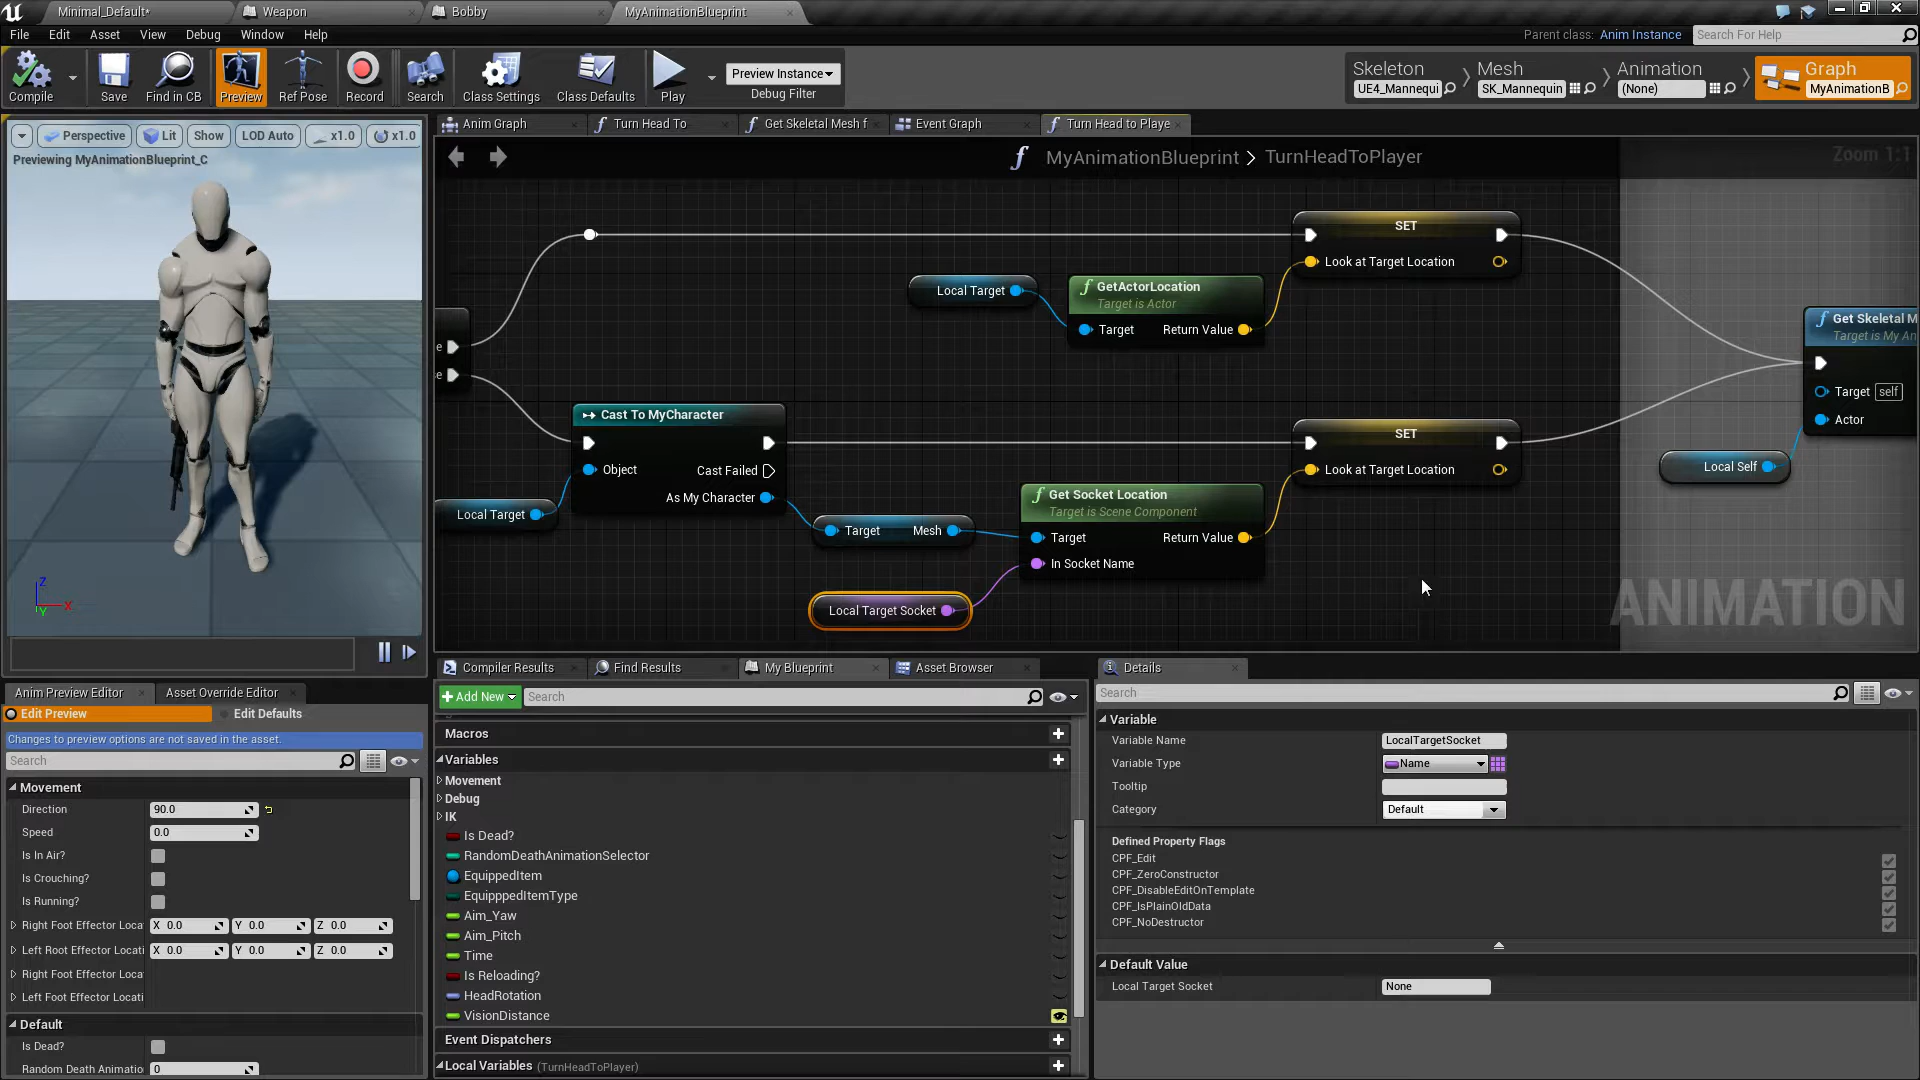 Minimal_Default*
Weapon
Bobby
MyAnimationBlueprint
File
Edit
Asset
View
Debug
Window
Help
Parent class:
Anim Instance
Search For Help
Compile
Save
Find in CB
Preview
Ref Pose
Record
Search
Class Settings
Class Defaults
Play
Preview Instance
Debug Filter
Skeleton
UE4_Mannequi
Mesh
SK_Mannequin
Animation
(None)
Graph
MyAnimationB
Anim Graph
Turn Head To
Get Skeletal Mesh f
Event Graph
Turn Head to Playe
Perspective
Lit
Show
LOD Auto
x1.0
x1.0
Previewing MyAnimationBlueprint_C
MyAnimationBlueprint > TurnHeadToPlayer
Zoom 1:1
SET
Look at Target Location
Local Target
GetActorLocation
Target is Actor
Target
Return Value
Get Skeletal M
Target is My An
Target
self
Actor
Local Self
e
e
Cast To MyCharacter
Object
Cast Failed
As My Character
SET
Look at Target Location
Local Target
Target
Mesh
Get Socket Location
Target is Scene Component
Target
Return Value
In Socket Name
Local Target Socket
ANIMATION
Z
X
Y
Compiler Results
Find Results
My Blueprint
Asset Browser
Details
Anim Preview Editor
Asset Override Editor
Edit Preview
Edit Defaults
Changes to preview options are not saved in the asset.
Search
Movement
Direction
90.0
Speed
0.0
Is In Air?
Is Crouching?
Is Running?
Right Foot Effector Loca
X 0.0
Y 0.0
Z 0.0
Left Root Effector Locati
X 0.0
Y 0.0
Z 0.0
Right Foot Effector Loca
Left Foot Effector Locati
Default
Is Dead?
Random Death Animatio
0
Add New
Search
Macros
Variables
Movement
Debug
IK
Is Dead?
RandomDeathAnimationSelector
EquippedItem
EquipppedItemType
Aim_Yaw
Aim_Pitch
Time
Is Reloading?
HeadRotation
VisionDistance
Event Dispatchers
Local Variables (TurnHeadToPlayer)
Search
Variable
Variable Name
LocalTargetSocket
Variable Type
Name
Tooltip
Category
Default
Defined Property Flags
CPF_Edit
CPF_ZeroConstructor
CPF_DisableEditOnTemplate
CPF_IsPlainOldData
CPF_NoDestructor
Default Value
Local Target Socket
None